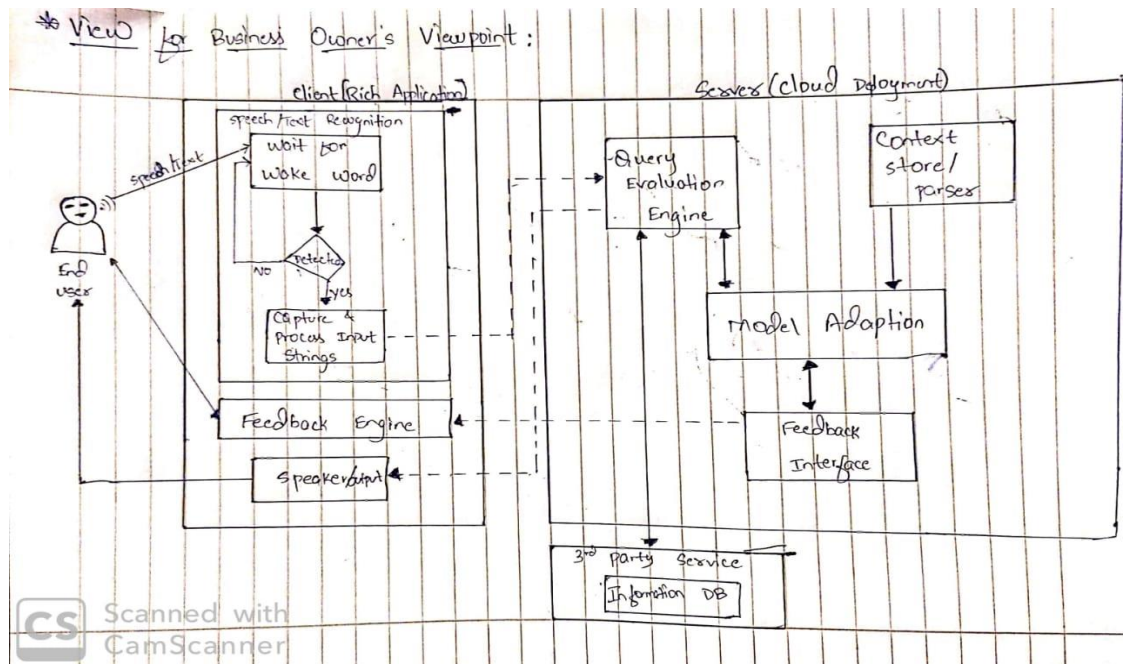 * View for Business Owner's Viewpoint:
Client (Rich Application)
Speech/Text Recognition
Wait for
Wake Word
Speech/Text
Detected
NO
Yes
Capture &
Process Input
Strings
End
User
Feedback Engine
Speaker/output
Server (Cloud Deployment)
Query
Evaluation
Engine
Context
store/
parser
Model Adaption
Feedback
Interface
3rd Party Service
Information DB
CS Scanned with
CamScanner